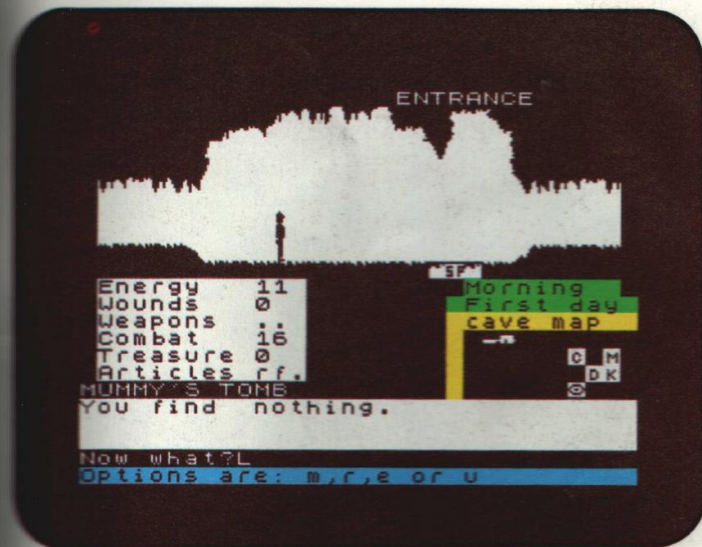 ENTRANCE
SF
Energy 11
Wounds 0
Weapons ..
Combat 16
Treasure 0
Articles rf.
Morning
First day
cave map
C M
DK
MUMMY'S TOMB
You find nothing.
Now what?L
Options are: m,r,e or u